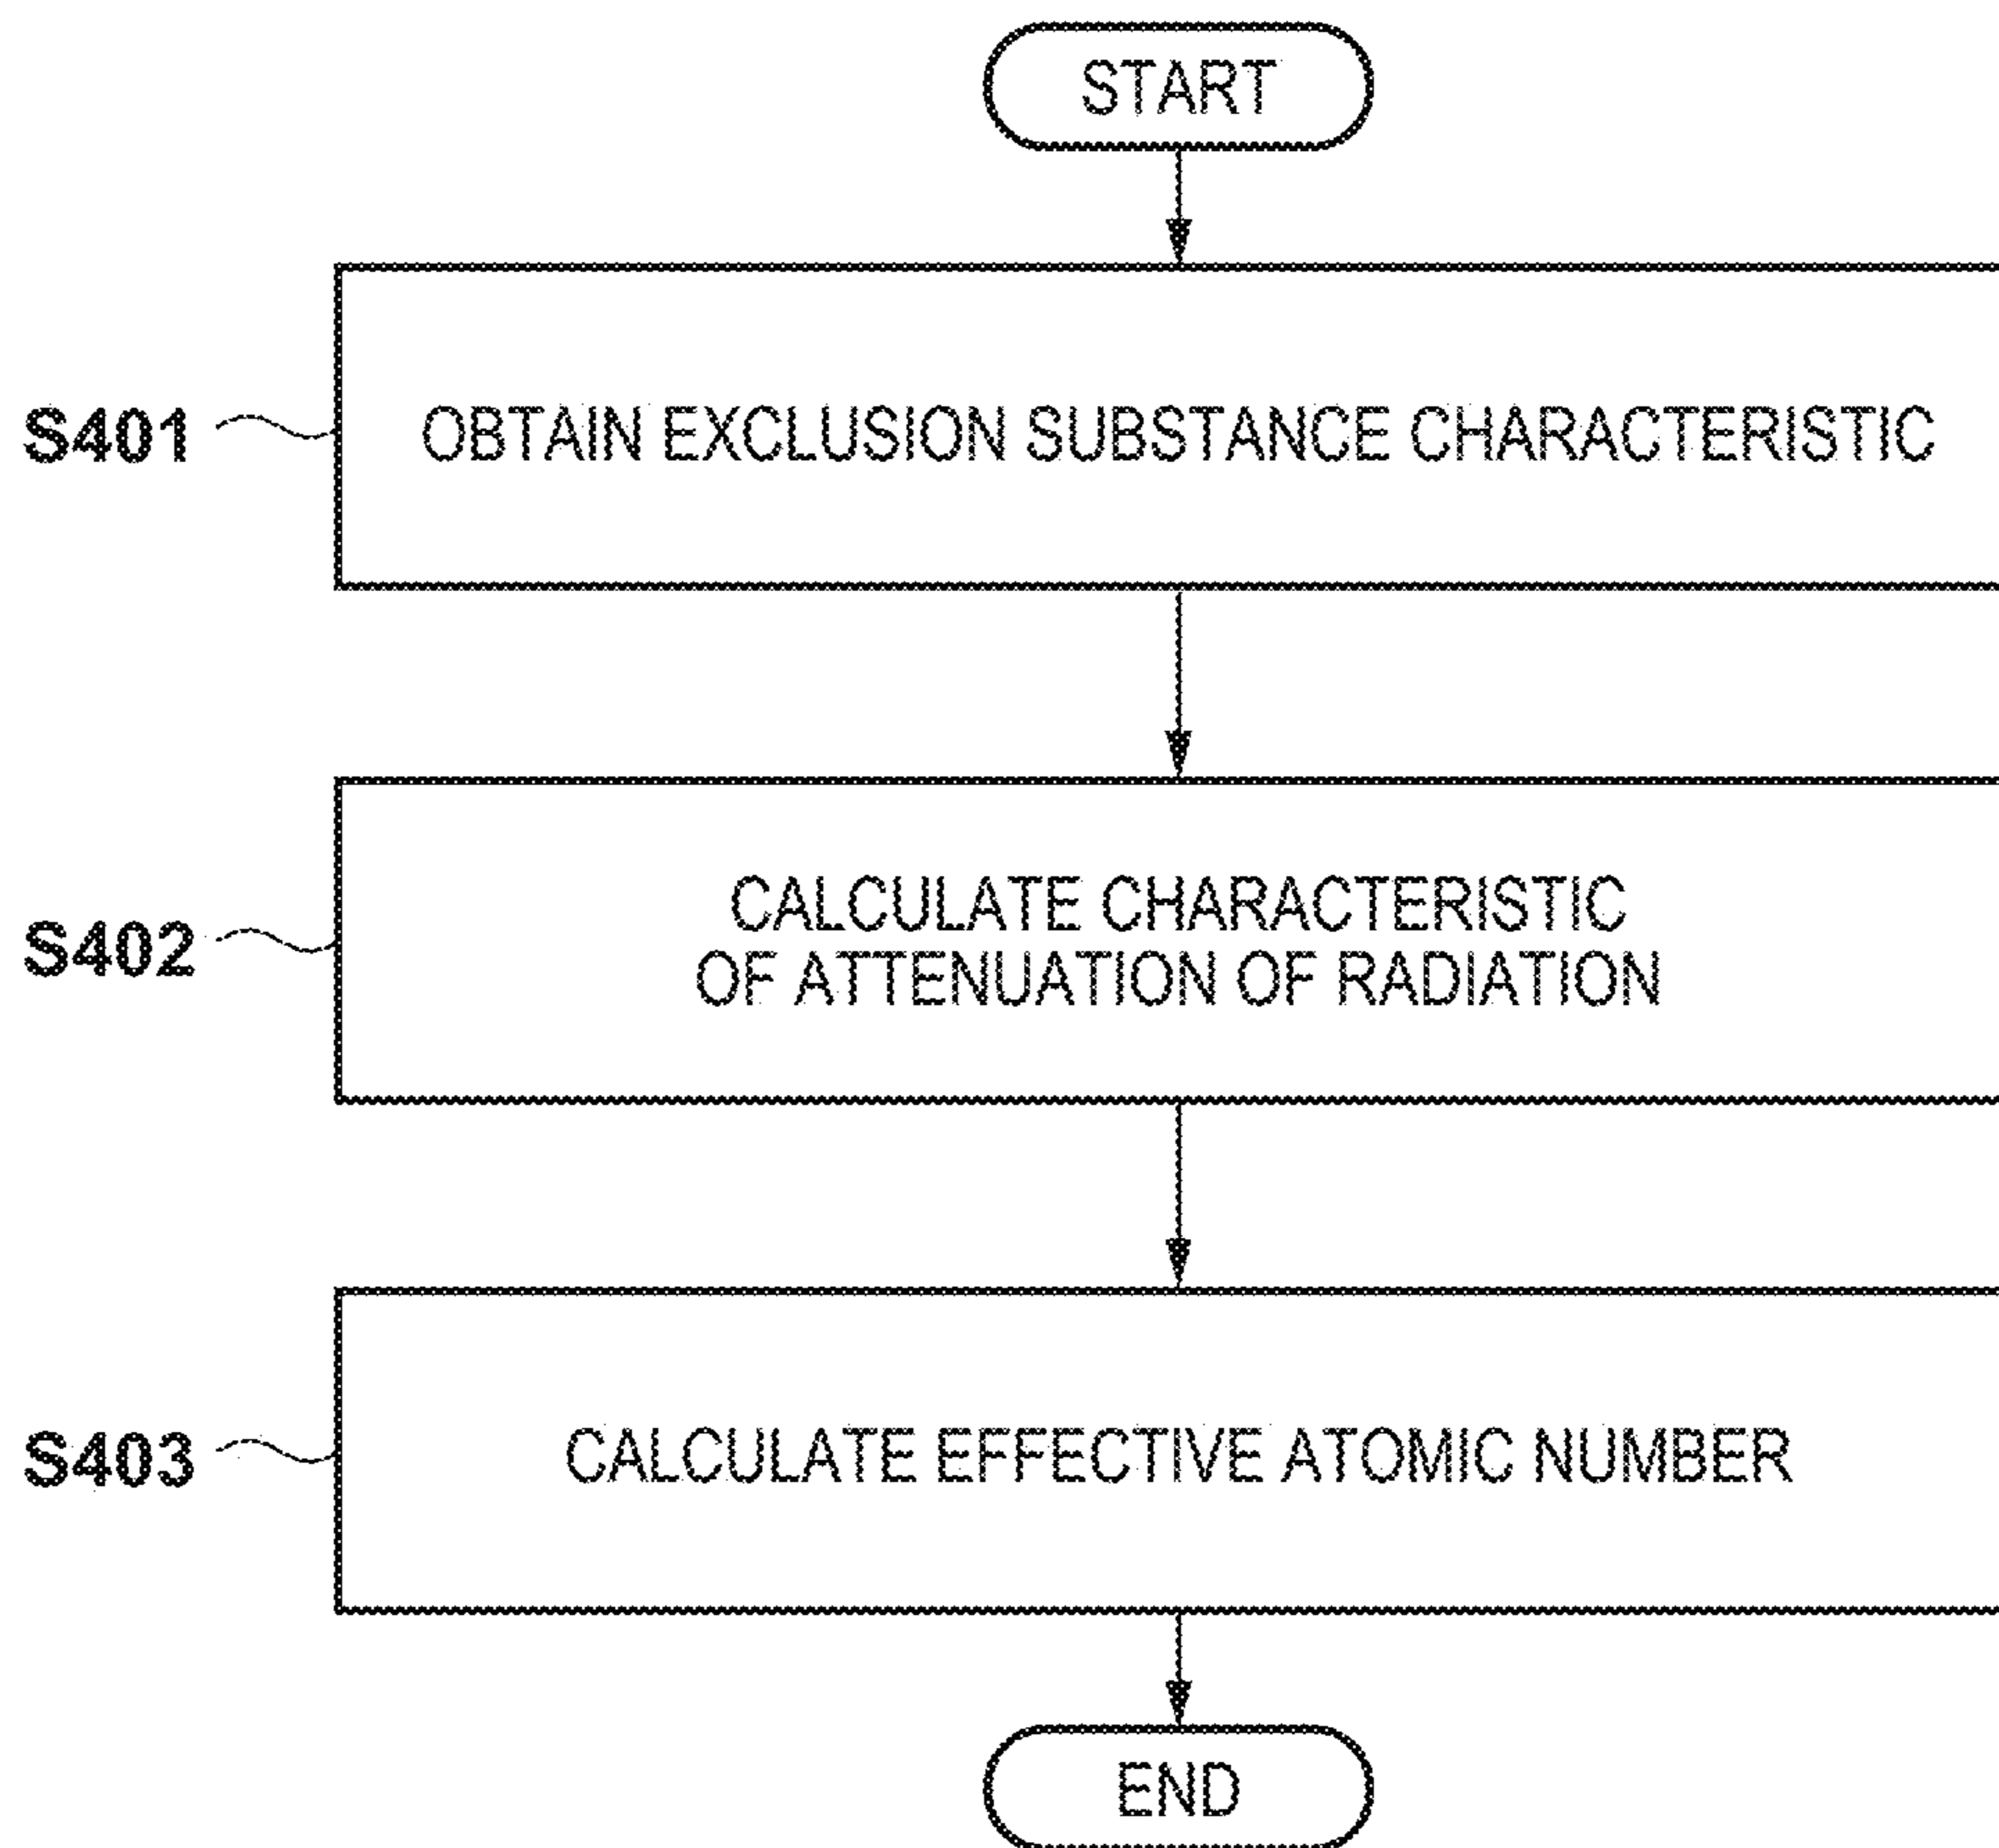 START
S401
OBTAIN EXCLUSION SUBSTANCE CHARACTERISTIC
S402
CALCULATE CHARACTERISTIC
OF ATTENUATION OF RADIATION
S403
CALCULATE EFFECTIVE ATOMIC NUMBER
END